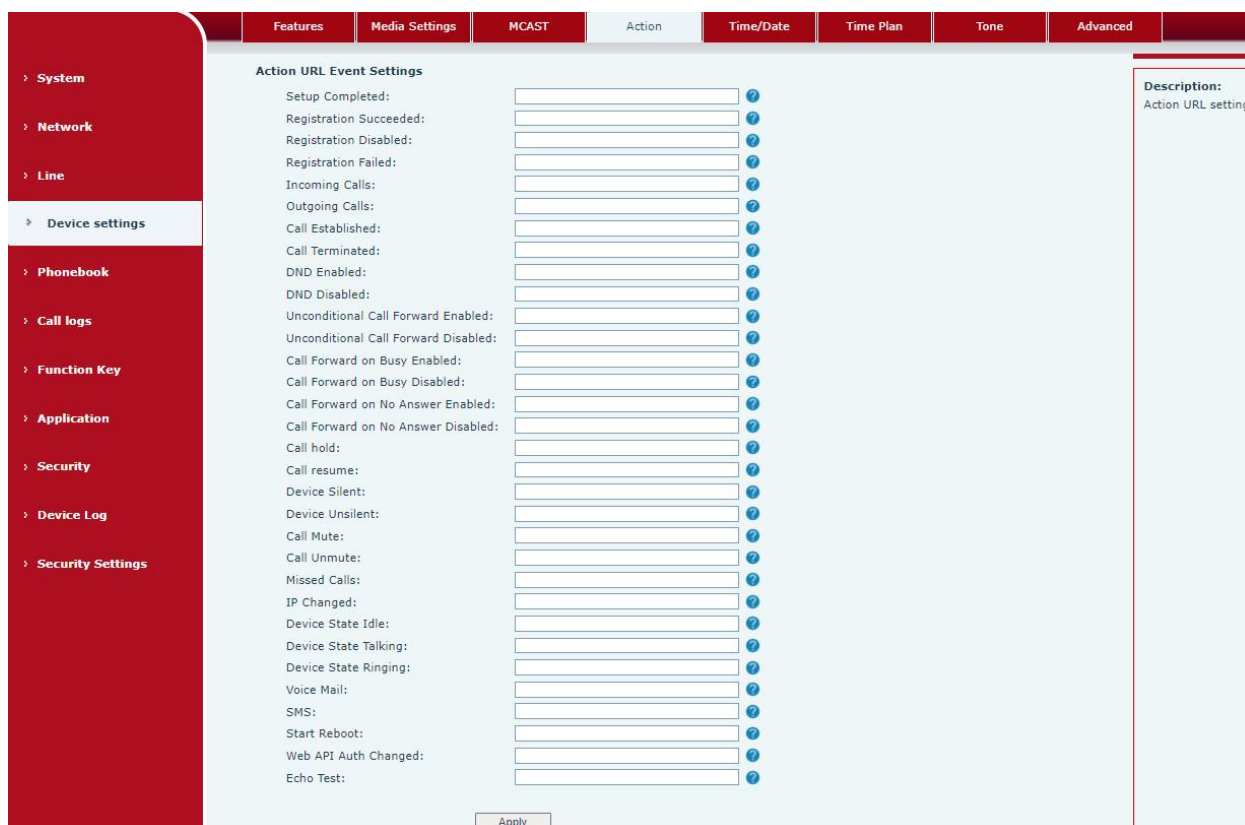 Features Media Settings MCAST Action Time/Date Time Plan Tone Advanced
› System
› Network
› Line
› Device settings
› Phonebook
› Call logs
› Function Key
› Application
› Security
› Device Log
› Security Settings
Action URL Event Settings
Setup Completed:
Registration Succeeded:
Registration Disabled:
Registration Failed:
Incoming Calls:
Outgoing Calls:
Call Established:
Call Terminated:
DND Enabled:
DND Disabled:
Unconditional Call Forward Enabled:
Unconditional Call Forward Disabled:
Call Forward on Busy Enabled:
Call Forward on Busy Disabled:
Call Forward on No Answer Enabled:
Call Forward on No Answer Disabled:
Call hold:
Call resume:
Device Silent:
Device Unsilent:
Call Mute:
Call Unmute:
Missed Calls:
IP Changed:
Device State Idle:
Device State Talking:
Device State Ringing:
Voice Mail:
SMS:
Start Reboot:
Web API Auth Changed:
Echo Test:
Apply
Description:
Action URL setting